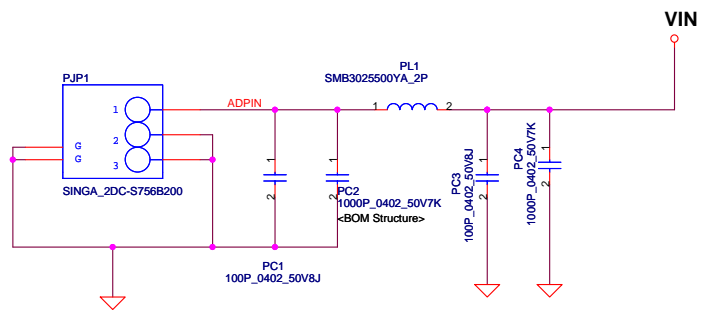 VIN
PL1
SMB3025500YA_2P
PJP1
ADPIN
1
2
1
2
3
G
G
SINGA_2DC-S756B200
1
2
1
2
PC2
1000P_0402_50V7K
<BOM Structure>
PC1
100P_0402_50V8J
PC3
100P_0402_50V8J
1
2
PC4
1000P_0402_50V7K
1
2